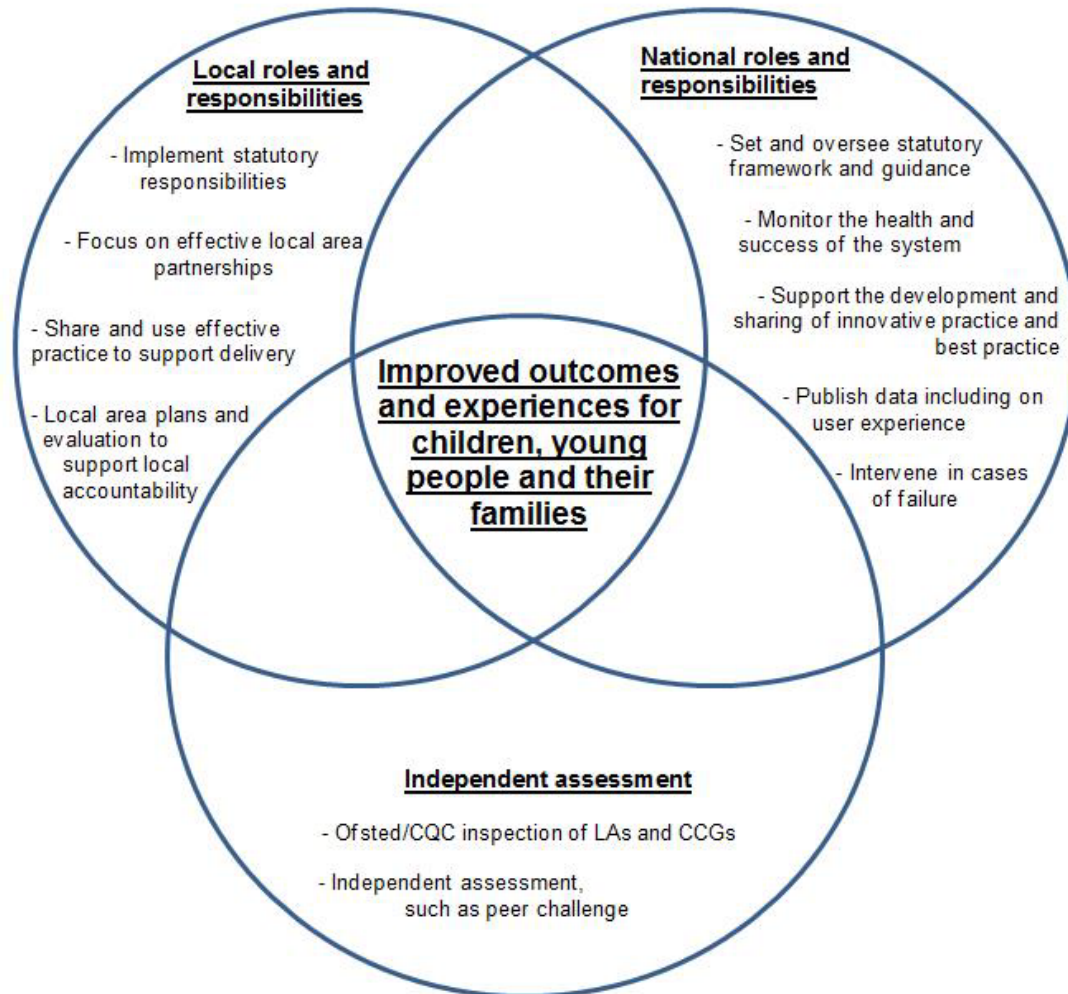 Local roles and
responsibilities
- Implement statutory
responsibilities
- Focus on effective local area
partnerships
- Share and use effective
practice to support delivery
- Local area plans and
evaluation to
support local
accountability
National roles and
responsibilities
- Set and oversee statutory
framework and guidance
- Monitor the health and
success of the system
- Support the development and
sharing of innovative practice and
best practice
- Publish data including on
user experience
- Intervene in cases
of failure
Improved outcomes
and experiences for
children, young
people and their
families
Independent assessment
- Ofsted/CQC inspection of LAs and CCGs
- Independent assessment,
such as peer challenge